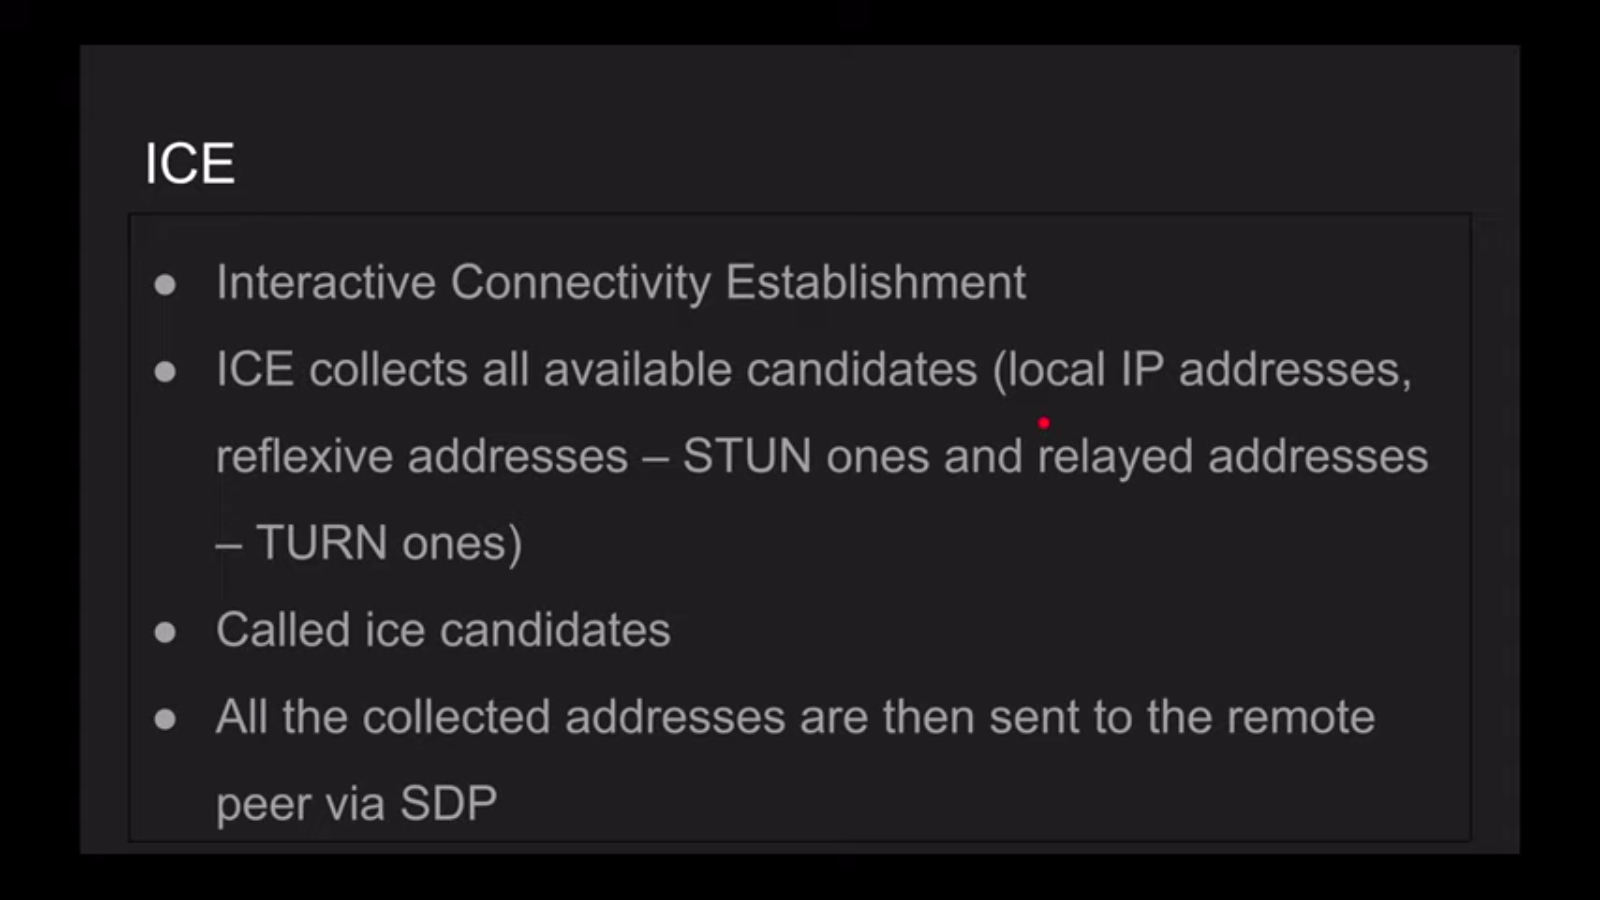 ICE
● Interactive Connectivity Establishment
● ICE collects all available candidates (local IP addresses,
reflexive addresses – STUN ones and relayed addresses
– TURN ones)
● Called ice candidates
● All the collected addresses are then sent to the remote
peer via SDP